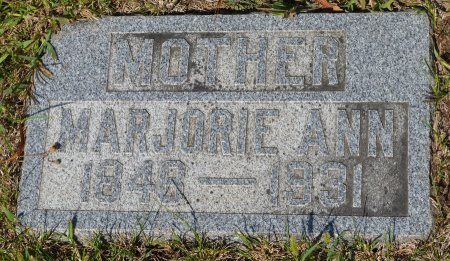 MOTHER
MARJORIE ANN
1848 — 1931